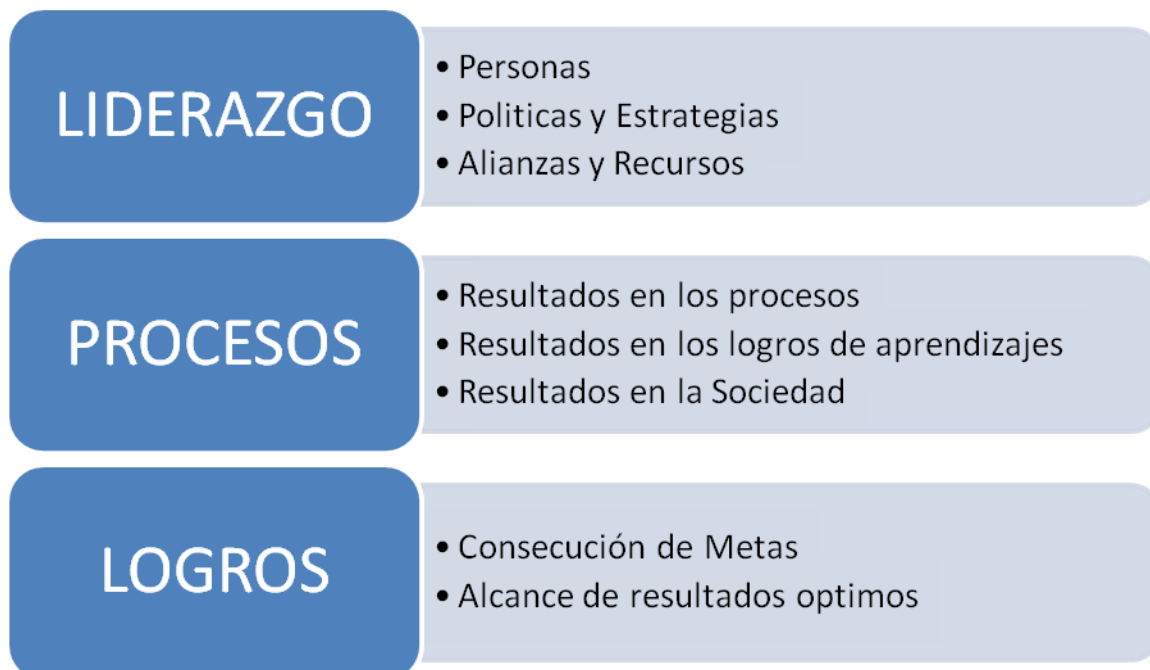 LIDERAZGO
• Personas
• Politicas y Estrategias
• Alianzas y Recursos
PROCESOS
• Resultados en los procesos
• Resultados en los logros de aprendizajes
• Resultados en la Sociedad
LOGROS
• Consecución de Metas
• Alcance de resultados optimos